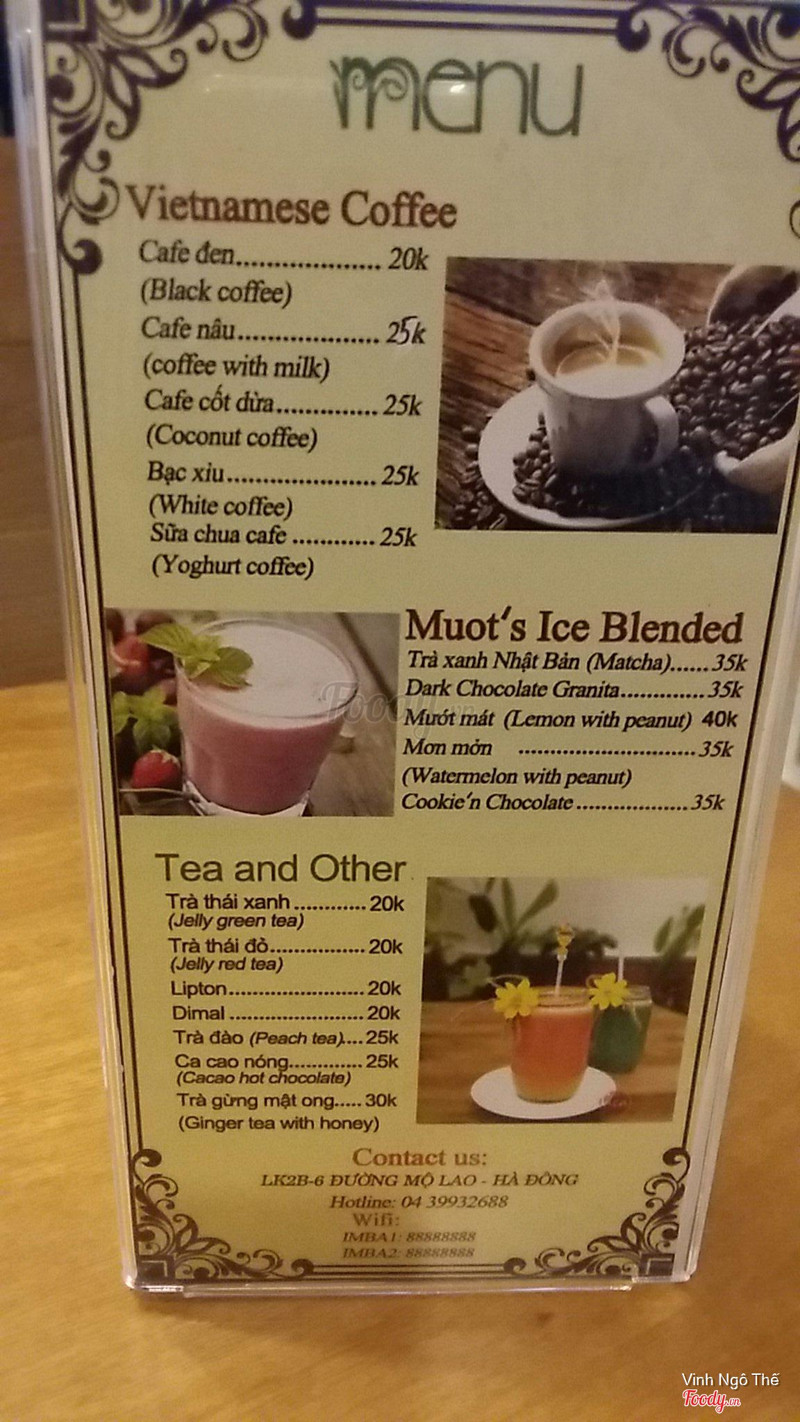 menu
Vietnamese Coffee
Cafe đen................... 20k
(Black coffee)
Cafe nâu................... 25k
(coffee with milk)
Cafe cốt dừa.............. 25k
(Coconut coffee)
Bạc xiu..................... 25k
(White coffee)
Sữa chua cafe ............ 25k
(Yoghurt coffee)
Muot's Ice Blended
Trà xanh Nhật Bản (Matcha)......35k
Dark Chocolate Granita.............35k
Mướt mát (Lemon with peanut) 40k
Mơn mởn ............................35k
(Watermelon with peanut)
Cookie'n Chocolate..................35k
Foody.vn
Tea and Other
Trà thái xanh............ 20k
(Jelly green tea)
Trà thái đỏ................ 20k
(Jelly red tea)
Lipton....................... 20k
Dimal ....................... 20k
Trà đào (Peach tea).... 25k
Ca cao nóng............. 25k
(Cacao hot chocolate)
Trà gừng mật ong..... 30k
(Ginger tea with honey)
Contact us:
LK2B-6 ĐƯỜNG MỘ LAO - HÀ ĐÔNG
Hotline: 04 39932688
Wifi:
IMBA1: 88888888
IMBA2: 88888888
Vinh Ngô Thế
Foody.vn